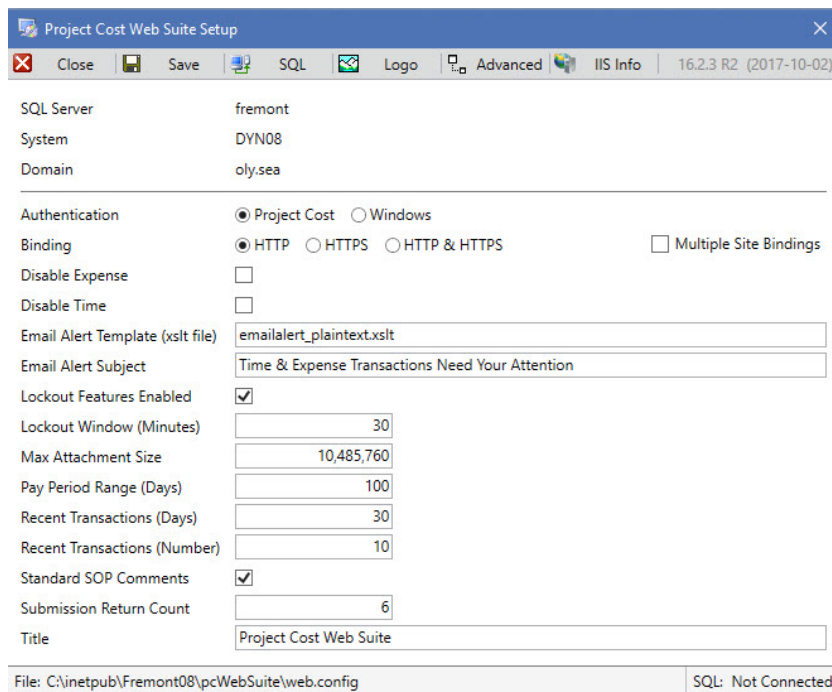 Project Cost Web Suite Setup
Close Save SQL Logo Advanced IIS Info 16.2.3 R2 (2017-10-02)
SQL Server fremont
System DYN08
Domain oly.sea
Authentication Project Cost Windows
Binding HTTP HTTPS HTTP & HTTPS Multiple Site Bindings
Disable Expense
Disable Time
Email Alert Template (xslt file) emailalert_plaintext.xslt
Email Alert Subject Time & Expense Transactions Need Your Attention
Lockout Features Enabled
Lockout Window (Minutes) 30
Max Attachment Size 10,485,760
Pay Period Range (Days) 100
Recent Transactions (Days) 30
Recent Transactions (Number) 10
Standard SOP Comments
Submission Return Count 6
Title Project Cost Web Suite
File: C:\inetpub\Fremont08\pcWebSuite\web.config SQL: Not Connected